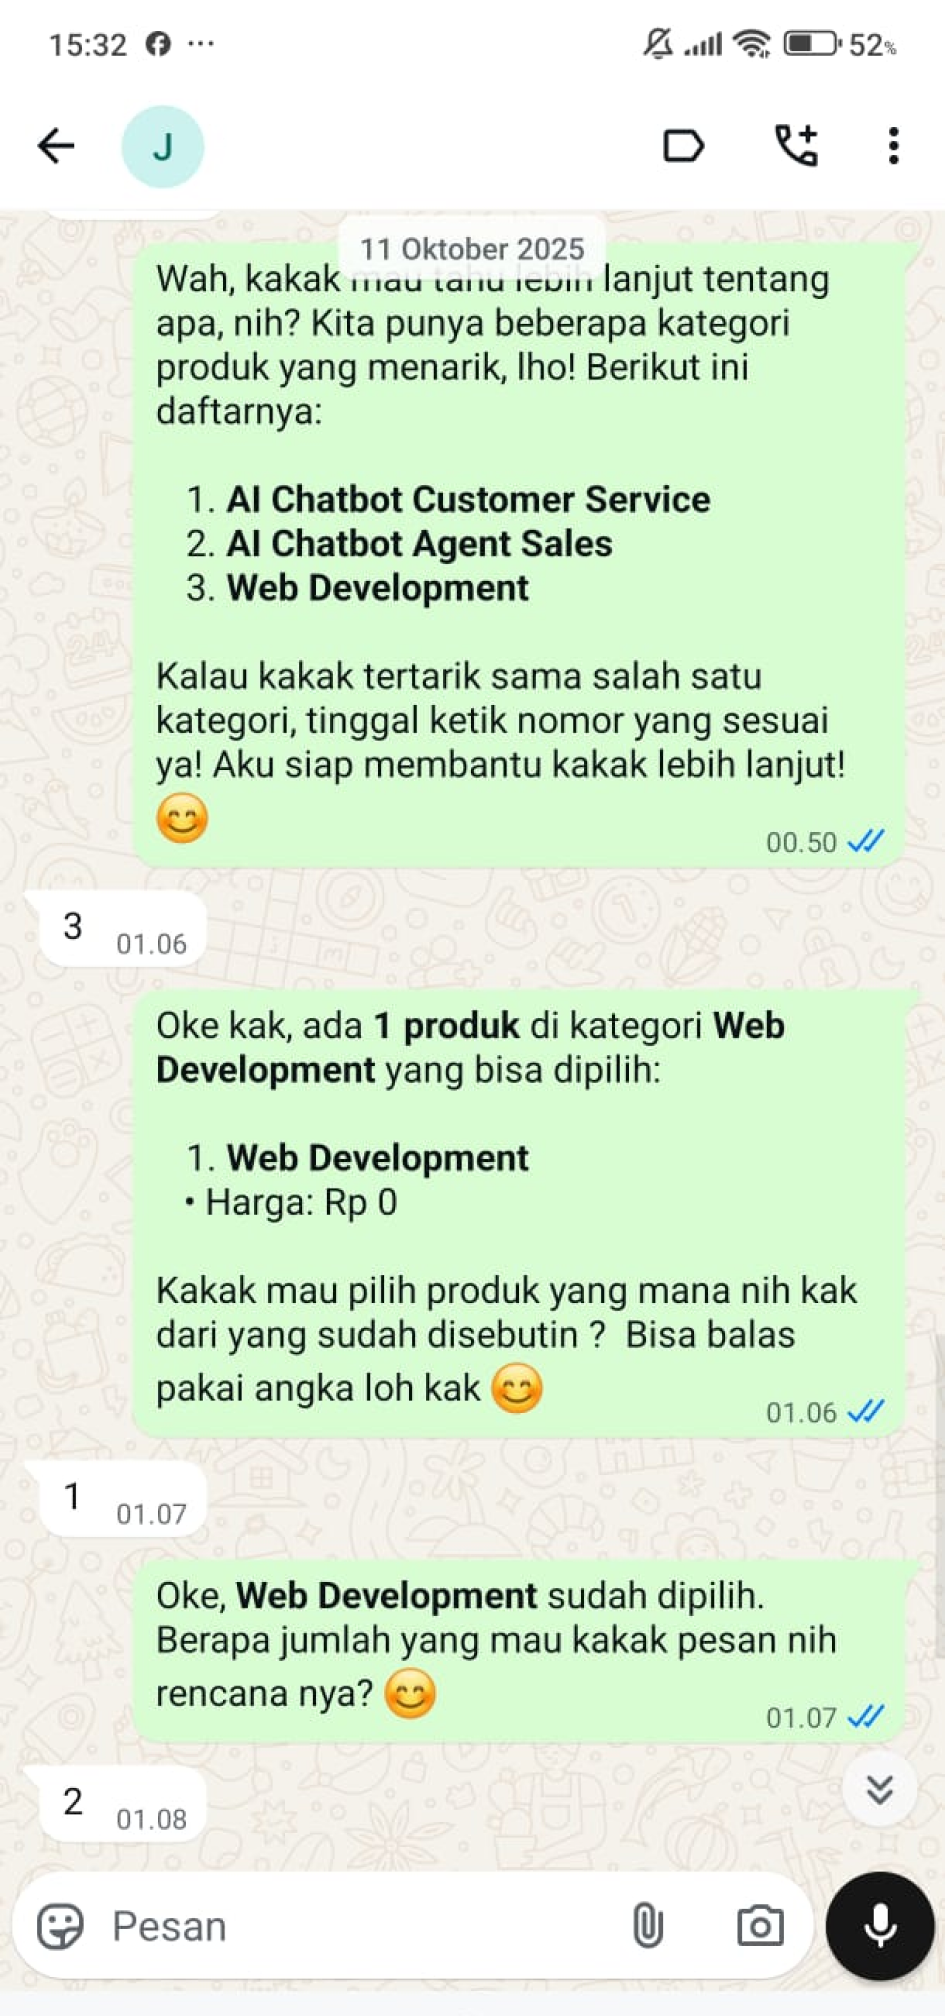 15:32 ...
52%
J
11 Oktober 2025
Wah, kakak mau tahu lebih lanjut tentang
apa, nih? Kita punya beberapa kategori
produk yang menarik, lho! Berikut ini
daftarnya:
1. AI Chatbot Customer Service
2. AI Chatbot Agent Sales
3. Web Development
Kalau kakak tertarik sama salah satu
kategori, tinggal ketik nomor yang sesuai
ya! Aku siap membantu kakak lebih lanjut!
😊
00.50
3 01.06
Oke kak, ada 1 produk di kategori Web
Development yang bisa dipilih:
1. Web Development
• Harga: Rp 0
Kakak mau pilih produk yang mana nih kak
dari yang sudah disebutin ? Bisa balas
pakai angka loh kak 😊
01.06
1 01.07
Oke, Web Development sudah dipilih.
Berapa jumlah yang mau kakak pesan nih
rencana nya? 😊
01.07
2 01.08
Pesan